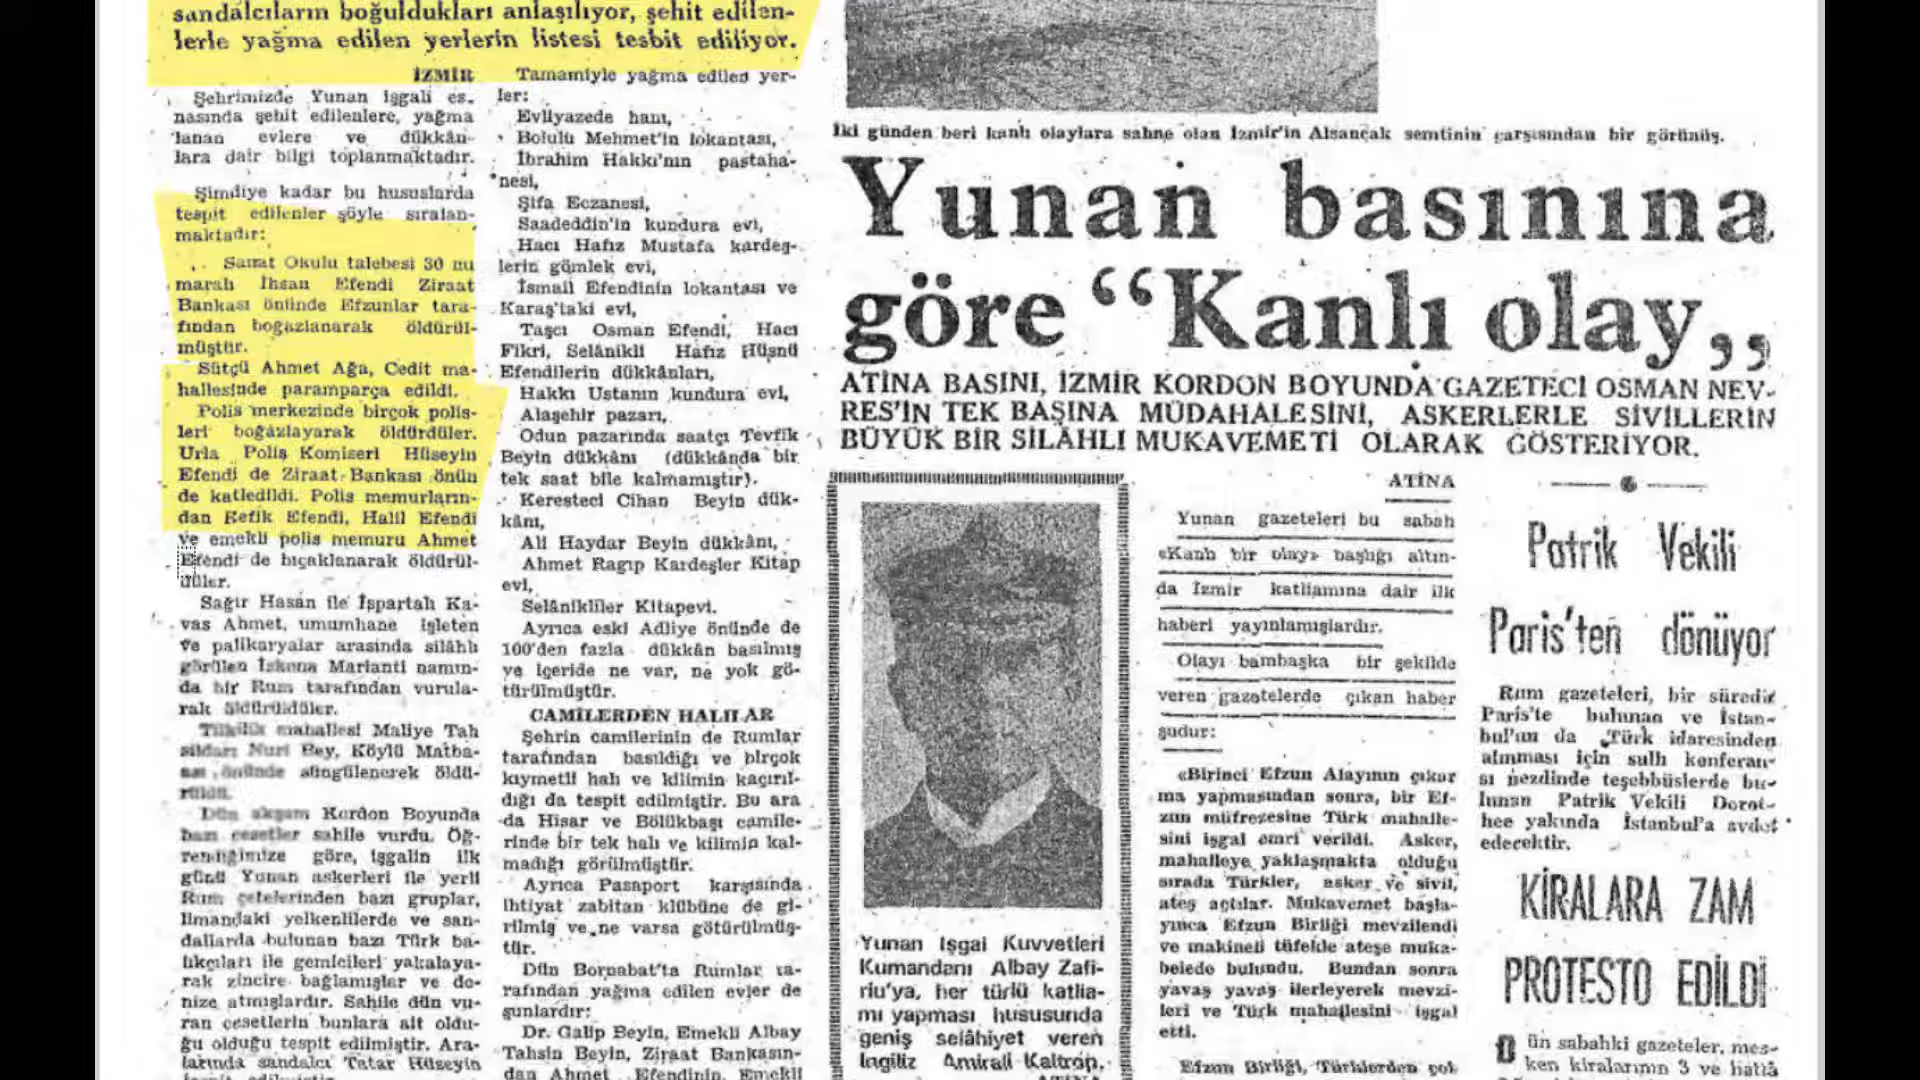 sandalcıların boğuldukları anlaşılıyor, şehit edilen-
lerle yağma edilen yerlerin listesi tesbit ediliyor.
İZMİR
Şehrimizde Yunan işgali es-
nasında şehit edilenlere, yağma
lanan evlere ve dükkân-
lara dair bilgi toplanmaktadır.
Şimdiye kadar bu hususlarda
tespit edilenler şöyle sıralan-
maktadır:
Sanat Okulu talebesi 30 nu
maralı İhsan Efendi Ziraat
Bankası önünde Efzunlar tara-
fından boğazlanarak öldürül-
müştür.
Sütçü Ahmet Ağa, Cedit ma-
hallesinde paramparça edildi.
Polis merkezinde birçok polis-
leri boğazlayarak öldürdüler.
Urla Polis Komiseri Hüseyin
Efendi de Ziraat Bankası önün
de katledildi. Polis memurların-
dan Refik Efendi, Halil Efendi
ve emekli polis memuru Ahmet
Efendi de bıçaklanarak öldürül-
düler.
Sağır Hasan ile Ispartalı Ka-
vas Ahmet, umumhane işleten
ve palikaryalar arasında silâhlı
görülen İskona Marianti namın-
da bir Rum tarafından vurula-
rak öldürüldüler.
Tilkilik mahallesi Maliye Tah
sildarı Nuri Bey, Köylü Matba-
ası önünde süngülenerek öldü-
rüldü.
Dün akşam Kordon Boyunda
bazı cesetler sahile vurdu. Öğ-
rendiğimize göre, işgalin ilk
günü Yunan askerleri ile yerli
Rum çetelerinden bazı gruplar,
limandaki yelkenlilerde ve san-
dallarda bulunan bazı Türk ba-
lıkçıları ile gemicileri yakalaya-
rak zincire bağlamışlar ve de-
nize atmışlardır. Sahile dün vu-
ran cesetlerin bunlara ait oldu-
ğu olduğu tespit edilmiştir. Ara-
larında sandalcı Tatar Hüseyin
Tamamiyle yağma edilen yer-
ler:
Evliyazede hanı,
Bolulu Mehmet'in lokantası,
İbrahim Hakkı'nın pastaha-
nesi,
Şifa Eczanesi,
Saadeddin'in kundura evi,
Hacı Hafız Mustafa kardeş-
lerin gömlek evi,
İsmail Efendinin lokantası ve
Karaş'taki evi,
Taşcı Osman Efendi, Hacı
Fikri, Selânikli Hafız Hüsnü
Efendilerin dükkânları,
Hakkı Ustanın kundura evi,
Alaşehir pazarı,
Odun pazarında saatçı Tevfik
Beyin dükkânı (dükkânda bir
tek saat bile kalmamıştır).
Keresteci Cihan Beyin dük-
kânı,
Ali Haydar Beyin dükkânı,
Ahmet Ragıp Kardeşler Kitap
evi,
Selânikliler Kitapevi.
Ayrıca eski Adliye önünde de
100'den fazla dükkân basılmış
ve içeride ne var, ne yok gö-
türülmüştür.
CAMİLERDEN HALILAR
Şehrin camilerinin de Rumlar
tarafından basıldığı ve birçok
kıymetli halı ve kilimin kaçırıl-
dığı da tespit edilmiştir. Bu ara
da Hisar ve Bölükbaşı camile-
rinde bir tek halı ve kilimin kal-
madığı görülmüştür.
Ayrıca Pasaport karşısında
ihtiyat zabitan klübüne de gi-
rilmiş ve ne varsa götürülmüş-
tür.
Dün Bornabat'ta Rumlar ta-
rafından yağma edilen evler de
şunlardır:
Dr. Galip Beyin, Emekli Albay
Tahsin Beyin, Ziraat Bankasın-
dan Ahmet Efendinin, Emekli
İki günden beri kanlı olaylara sahne olan İzmir'in Alsancak semtinin çarşısından bir görünüş.
Yunan basınına
göre “Kanlı olay„
ATİNA BASINI, İZMİR KORDON BOYUNDA GAZETECİ OSMAN NEV-
RES'İN TEK BAŞINA MÜDAHALESİNİ, ASKERLERLE SİVİLLERİN
BÜYÜK BİR SİLÂHLI MUKAVEMETİ OLARAK GÖSTERİYOR.
Yunan İşgal Kuvvetleri
Kumandanı Albay Zafi-
riu'ya, her türlü katlia-
mı yapması hususunda
geniş selâhiyet veren
İngiliz Amirali Kaltrop.
ATİNA
Yunan gazeteleri bu sabah
«Kanlı bir olay» başlığı altın-
da İzmir katliamına dair ilk
haberi yayınlamışlardır.
Olayı bambaşka bir şekilde
veren gazetelerde çıkan haber
şudur:
«Birinci Efzun Alayının çıkar
ma yapmasından sonra, bir Ef-
zun müfrezesine Türk mahalle-
sini işgal emri verildi. Asker,
mahalleye yaklaşmakta olduğu
sırada Türkler, asker ve sivil,
ateş açtılar. Mukavemet başla-
yınca Efzun Birliği mevzilendi
ve makineli tüfekle ateşe muka-
belede bulundu. Bundan sonra
yavaş yavaş ilerleyerek mevzi-
leri ve Türk mahallesini işgal
etti.
Efzun Birliği, Türklerden çok
Patrik Vekili
Paris'ten dönüyor
Rum gazeteleri, bir süredir
Paris'te bulunan ve İstan-
bul'un da Türk idaresinden
alınması için sulh konferan-
sı nezdinde teşebbüslerde bu-
lunan Patrik Vekili Dorot-
hee yakında İstanbul'a avdet
edecektir.
KİRALARA ZAM
PROTESTO EDİLDİ
Dün sabahki gazeteler, mes-
ken kiralarının 3 ve hattâ